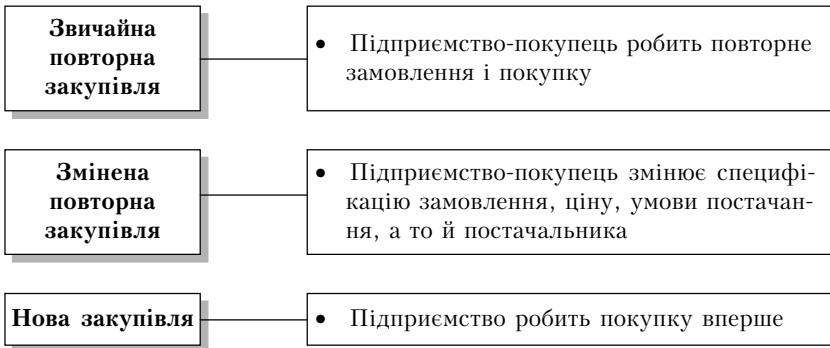 Звичайна
повторна
закупівля
• Підприємство-покупець робить повторне
замовлення і покупку
Змінена
повторна
закупівля
• Підприємство-покупець змінює специфі-
кацію замовлення, ціну, умови постачан-
ня, а то й постачальника
Нова закупівля
• Підприємство робить покупку вперше